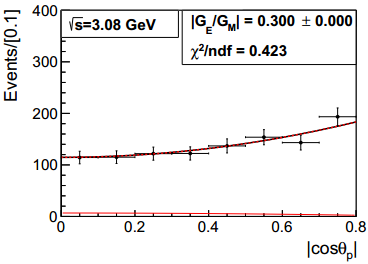 √s=3.08 GeV
|G_E/G_M| = 0.300 ± 0.000
χ²/ndf = 0.423
Events/[0.1]
400
300
200
100
0
0 0.2 0.4 0.6 0.8
|cosθ_p|